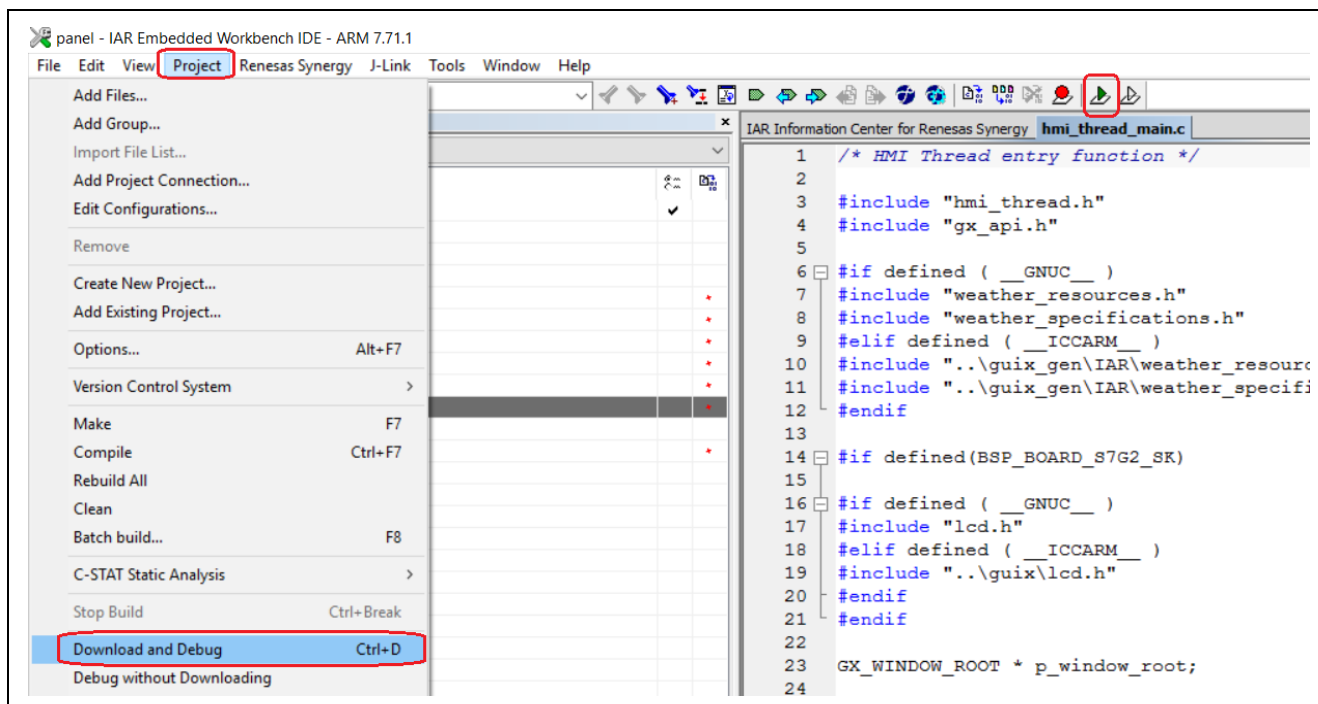 panel - IAR Embedded Workbench IDE - ARM 7.71.1
File Edit View Project Renesas Synergy J-Link Tools Window Help
Add Files...
Add Group...
Import File List...
Add Project Connection...
Edit Configurations...
Remove
Create New Project...
Add Existing Project...
Options... Alt+F7
Version Control System
Make F7
Compile Ctrl+F7
Rebuild All
Clean
Batch build... F8
C-STAT Static Analysis
Stop Build Ctrl+Break
Download and Debug Ctrl+D
Debug without Downloading
IAR Information Center for Renesas Synergy hmi_thread_main.c
1 /* HMI Thread entry function */
2
3 #include "hmi_thread.h"
4 #include "gx_api.h"
5
6 #if defined ( __GNUC__ )
7 #include "weather_resources.h"
8 #include "weather_specifications.h"
9 #elif defined ( __ICCARM__ )
10 #include "..\guix_gen\IAR\weather_resourc
11 #include "..\guix_gen\IAR\weather_specifi
12 #endif
13
14 #if defined(BSP_BOARD_S7G2_SK)
15
16 #if defined ( __GNUC__ )
17 #include "lcd.h"
18 #elif defined ( __ICCARM__ )
19 #include "..\guix\lcd.h"
20 #endif
21 #endif
22
23 GX_WINDOW_ROOT * p_window_root;
24